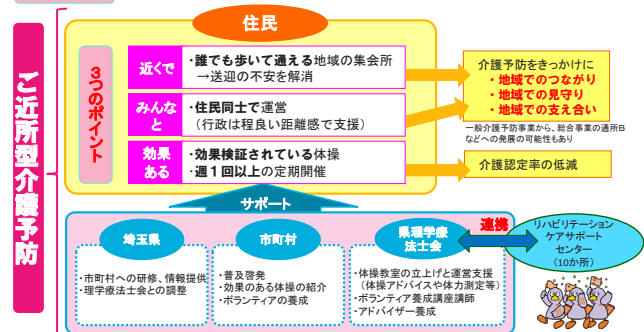 ご近所型介護予防
住民
3つのポイント
近くで
・誰でも歩いて通える地域の集会所
→送迎の不安を解消
みんな
と
・住民同士で運営
（行政は程良い距離感で支援）
効果
ある
・効果検証されている体操
・週１回以上の定期開催
介護予防をきっかけに
・地域でのつながり
・地域での見守り
・地域での支え合い
一般介護予防事業から、総合事業の通所B
などへの発展の可能性もあり
介護認定率の低減
サポート
埼玉県
・市町村への研修、情報提供
・理学療法士会との調整
市町村
・普及啓発
・効果のある体操の紹介
・ボランティアの養成
県理学療
法士会
・体操教室の立上げと運営支援
（体操アドバイスや体力測定等）
・ボランティア養成講座講師
・アドバイザー養成
連携
リハビリテーション
ケアサポート
センター
（10か所）